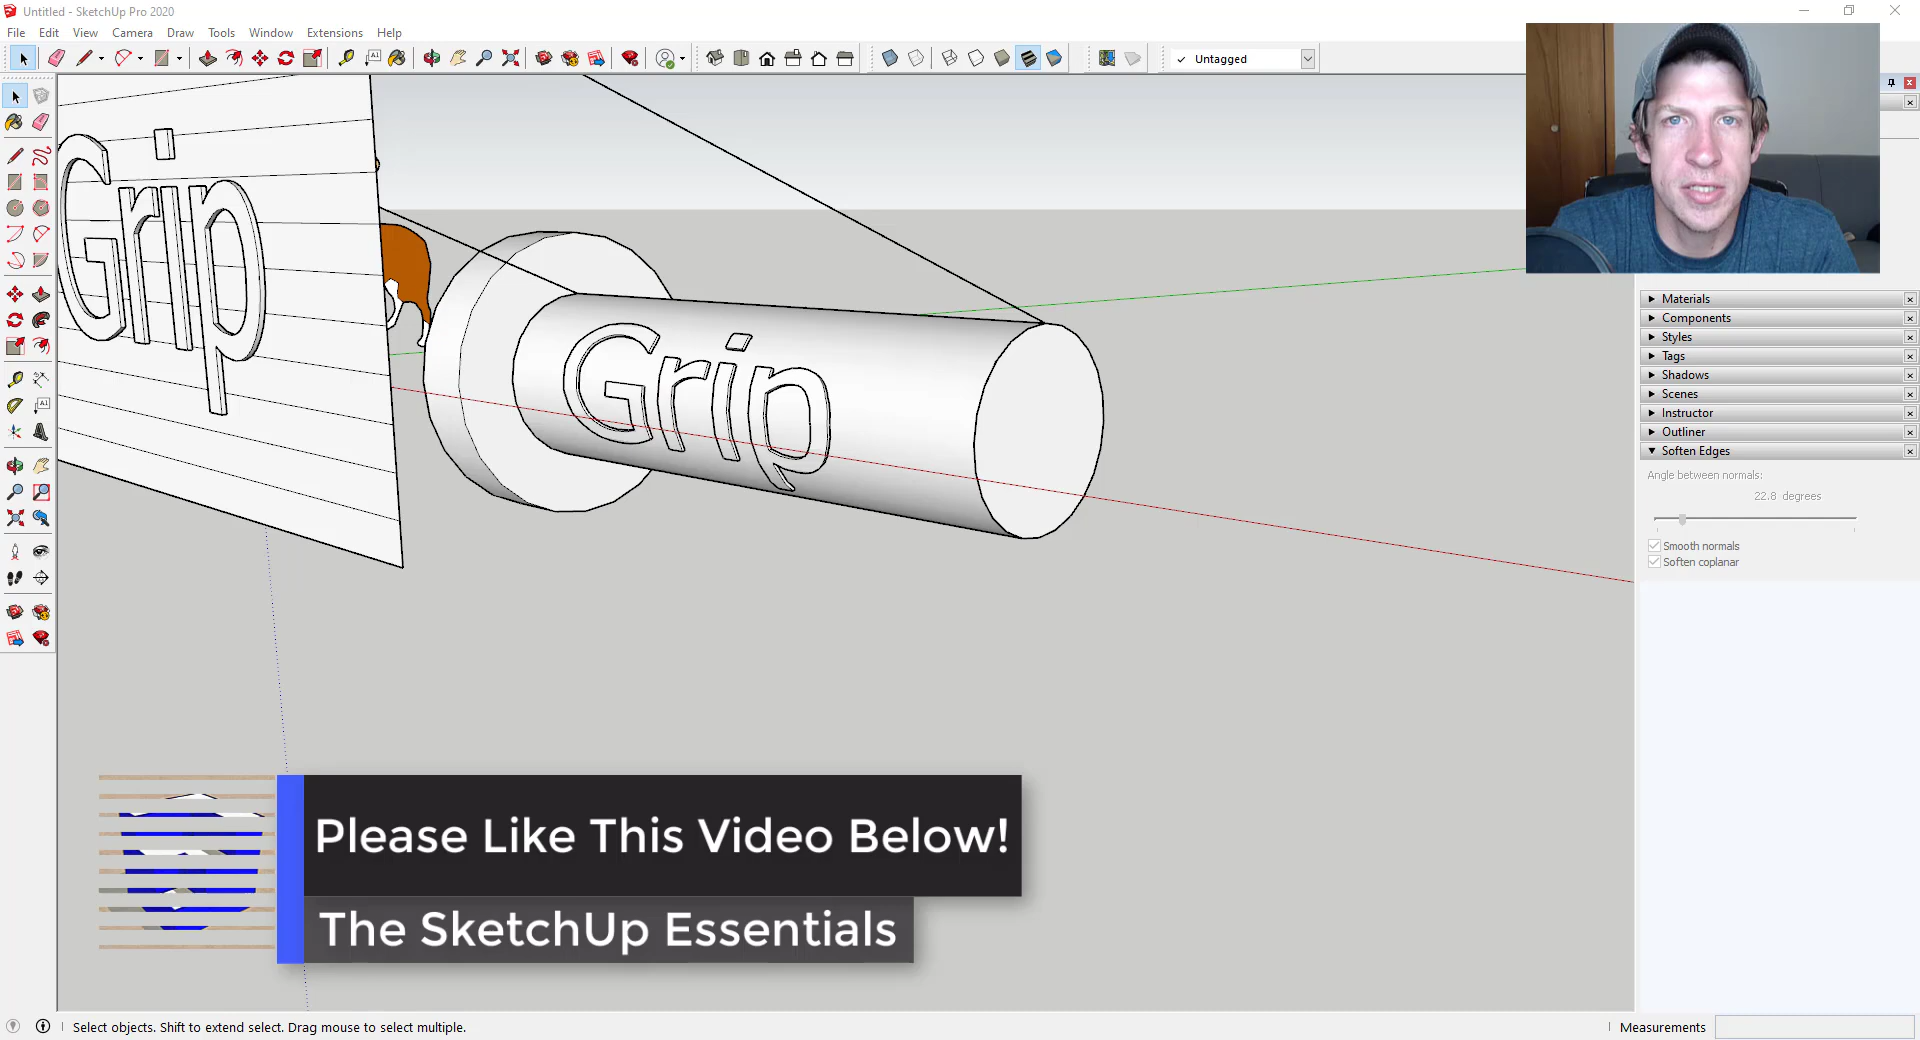 Untitled - SketchUp Pro 2020
File Edit View Camera Draw Tools Window Extensions Help
Untagged
Grip
Grip
Materials
Components
Styles
Tags
Shadows
Scenes
Instructor
Outliner
Soften Edges
Angle between normals:
22.8 degrees
Smooth normals
Soften coplanar
Please Like This Video Below!
The SketchUp Essentials
Select objects. Shift to extend select. Drag mouse to select multiple.
Measurements